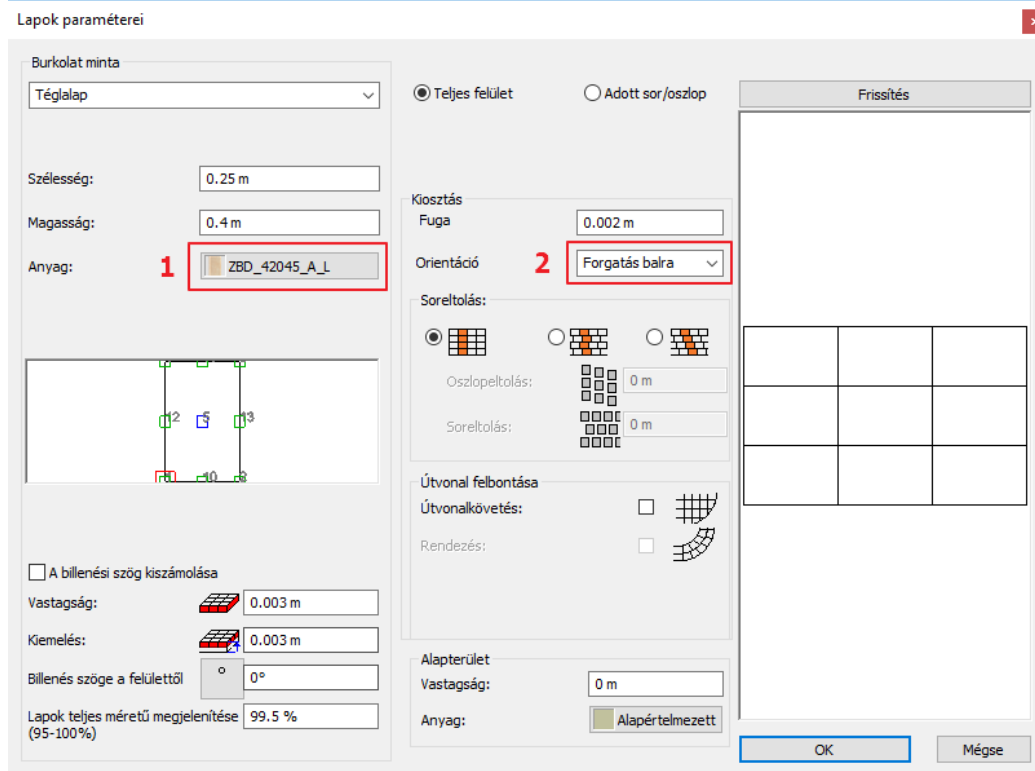 Lapok paraméterei
Burkolat minta
Téglalap
Szélesség: 0.25 m
Magasság: 0.4 m
Anyag: 1 ZBD_42045_A_L
12 5 13
10
A billenési szög kiszámolása
Vastagság: 0.003 m
Kiemelés: 0.003 m
Billenés szöge a felülettől ° 0°
Lapok teljes méretű megjelenítése 99.5 %
(95-100%)
Teljes felület Adott sor/oszlop
Kiosztás
Fuga 0.002 m
Orientáció 2 Forgatás balra
Soreltolás:
Oszlopeltolás: 0 m
Soreltolás: 0 m
Útvonal felbontása
Útvonalkövetés:
Rendezés:
Alapterület
Vastagság: 0 m
Anyag: Alapértelmezett
Frissítés
OK Mégse